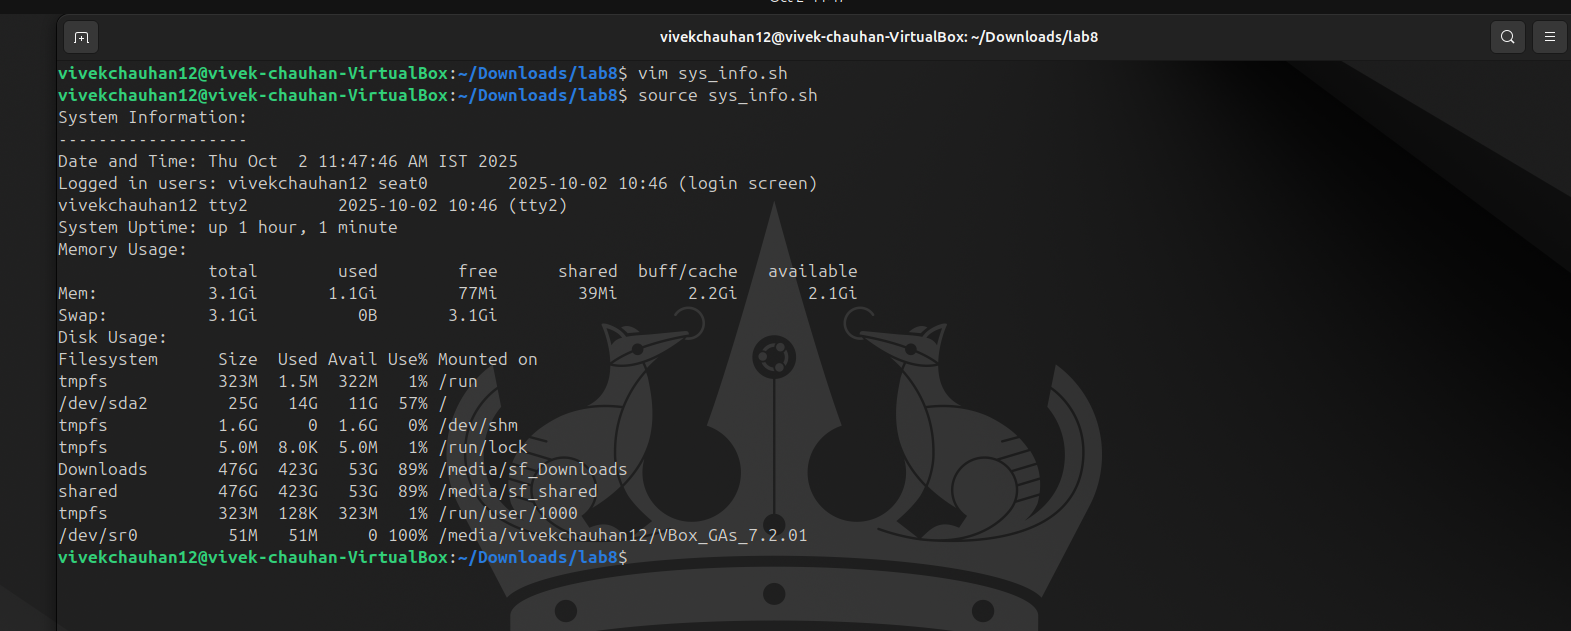 vivekchauhan12@vivek-chauhan-VirtualBox: ~/Downloads/lab8
vivekchauhan12@vivek-chauhan-VirtualBox:~/Downloads/lab8$ vim sys_info.sh
vivekchauhan12@vivek-chauhan-VirtualBox:~/Downloads/lab8$ source sys_info.sh
System Information:
-------------------
Date and Time: Thu Oct  2 11:47:46 AM IST 2025
Logged in users: vivekchauhan12 seat0        2025-10-02 10:46 (login screen)
vivekchauhan12 tty2         2025-10-02 10:46 (tty2)
System Uptime: up 1 hour, 1 minute
Memory Usage:
               total        used        free      shared  buff/cache   available
Mem:           3.1Gi       1.1Gi        77Mi        39Mi       2.2Gi       2.1Gi
Swap:          3.1Gi          0B       3.1Gi
Disk Usage:
Filesystem      Size  Used Avail Use% Mounted on
tmpfs           323M  1.5M  322M   1% /run
/dev/sda2        25G   14G   11G  57% /
tmpfs           1.6G     0  1.6G   0% /dev/shm
tmpfs           5.0M  8.0K  5.0M   1% /run/lock
Downloads       476G  423G   53G  89% /media/sf_Downloads
shared          476G  423G   53G  89% /media/sf_shared
tmpfs           323M  128K  323M   1% /run/user/1000
/dev/sr0         51M   51M     0 100% /media/vivekchauhan12/VBox_GAs_7.2.01
vivekchauhan12@vivek-chauhan-VirtualBox:~/Downloads/lab8$